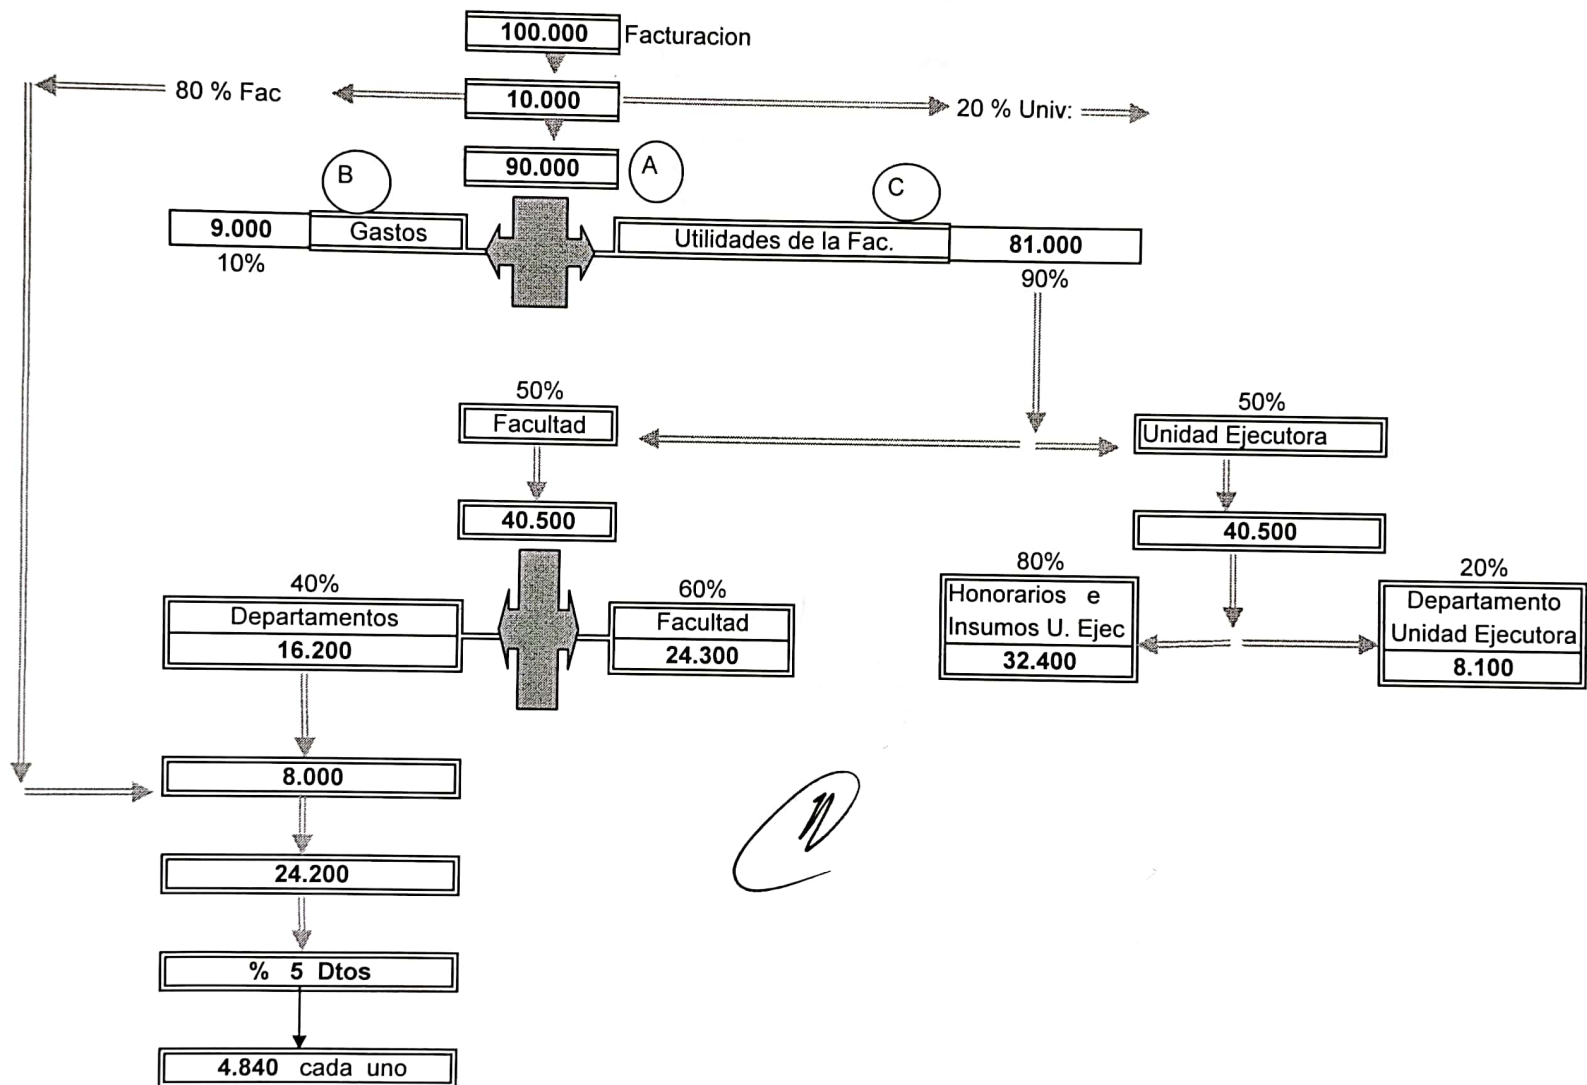 100.000 Facturacion
80 % Fac
10.000
20 % Univ:
90.000
A
B
C
9.000
Gastos
10%
Utilidades de la Fac.
81.000
90%
50%
Facultad
50%
Unidad Ejecutora
40.500
40.500
40%
Departamentos
16.200
60%
Facultad
24.300
80%
Honorarios e
Insumos U. Ejec
32.400
20%
Departamento
Unidad Ejecutora
8.100
8.000
24.200
% 5 Dtos
4.840 cada uno